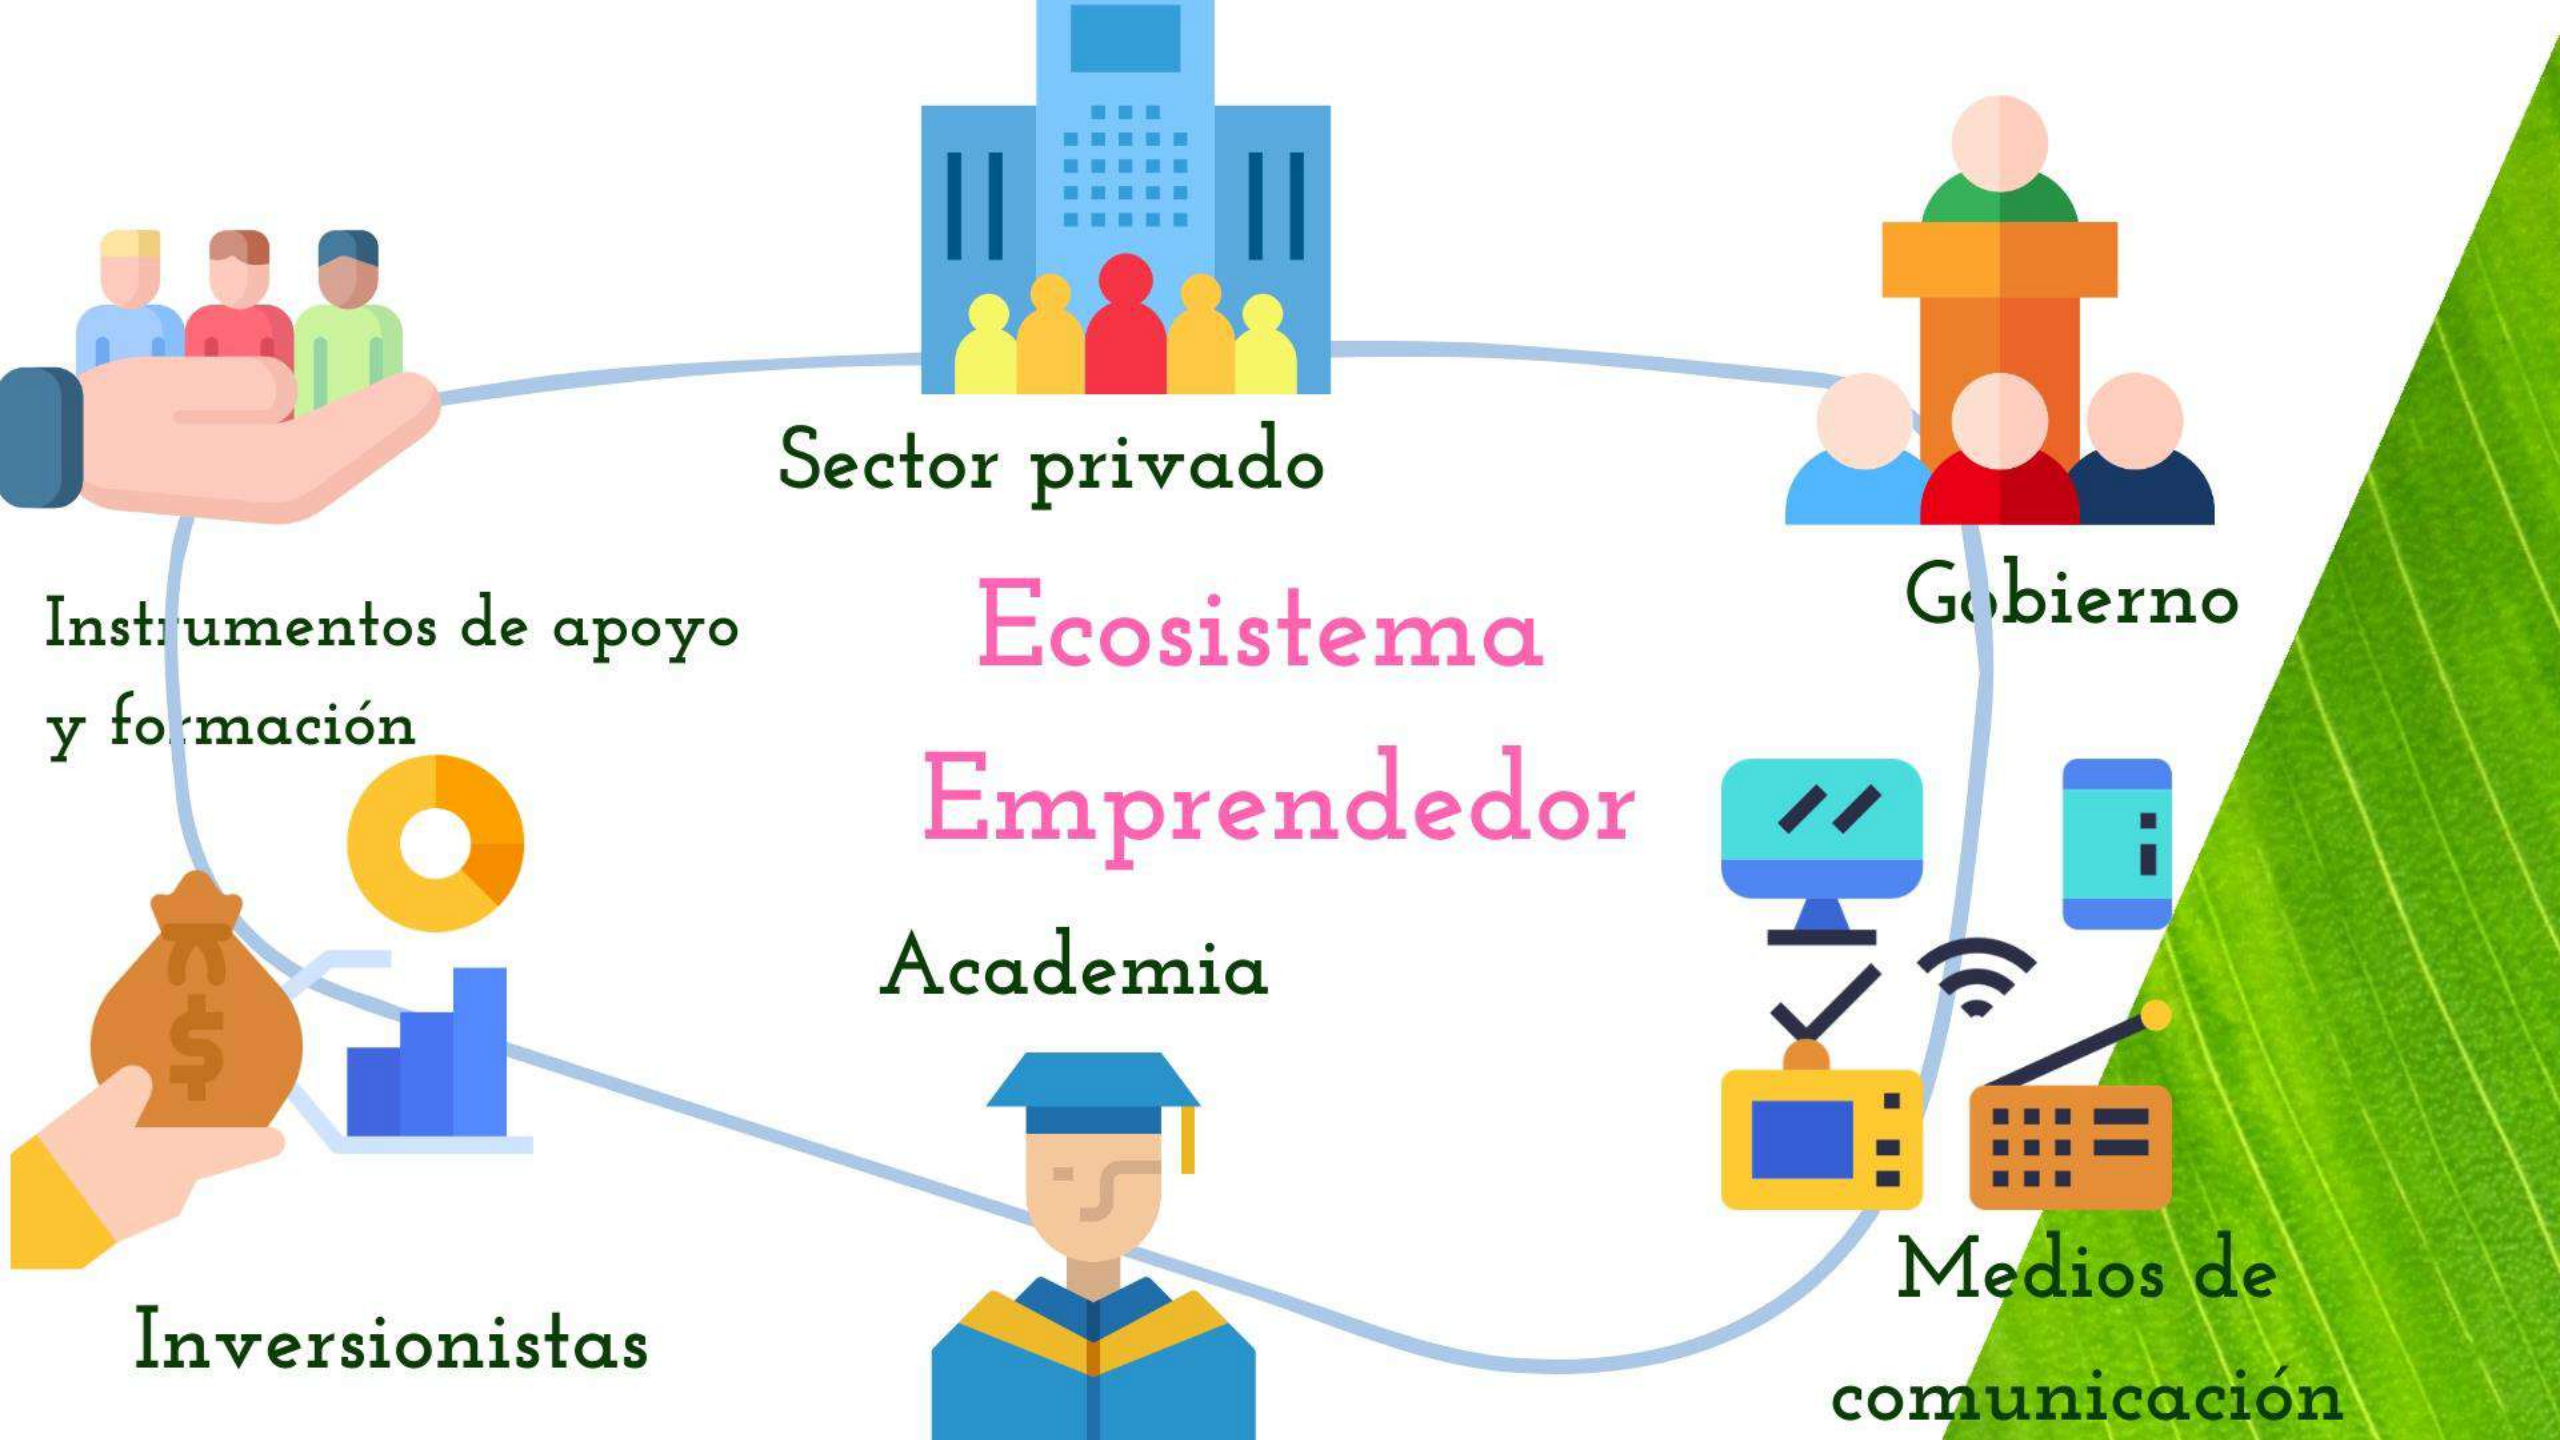 Sector privado
Gobierno
Instrumentos de apoyo
y formación
Ecosistema
Emprendedor
Academia
Inversionistas
Medios de
comunicación
$